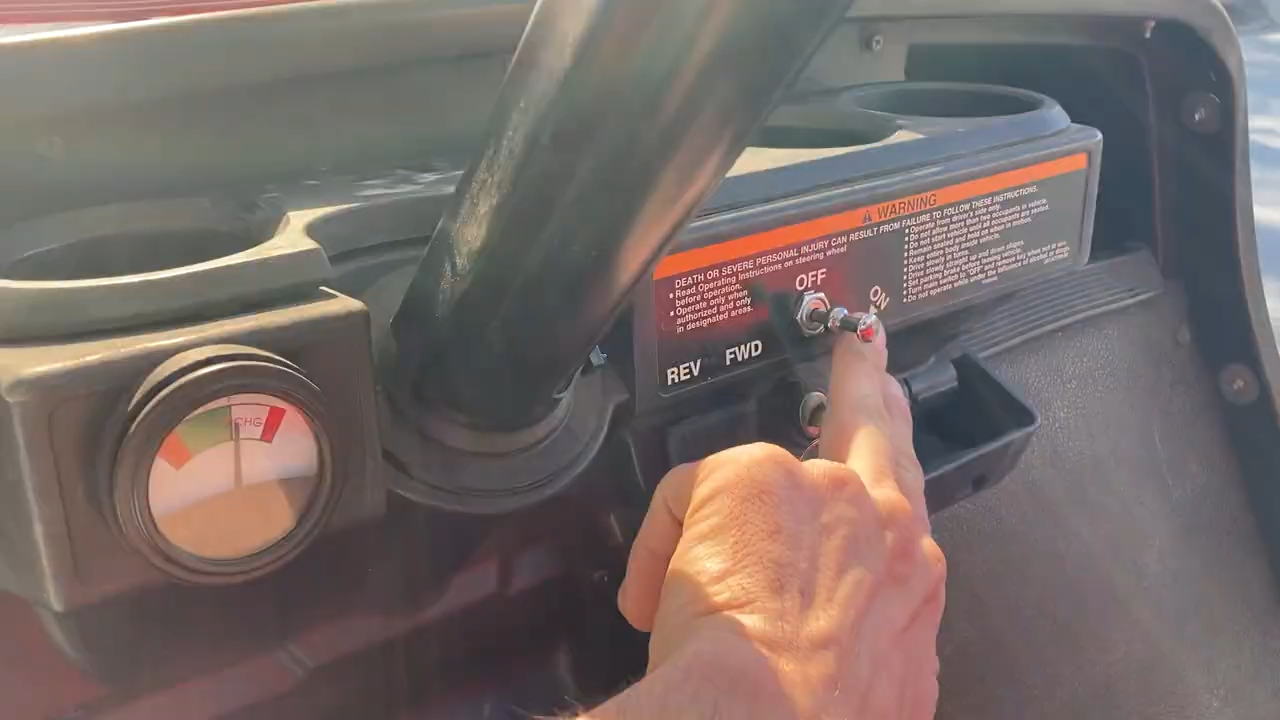 CHG
WARNING
DEATH OR SEVERE PERSONAL INJURY CAN RESULT FROM FAILURE TO FOLLOW THESE INSTRUCTIONS.
• Read Operating Instructions on steering wheel
before operation.
• Operate only when
authorized and only
in designated areas.
• Operate from driver's side only.
• Do not allow more than two occupants in vehicle.
• Do not start vehicle until all occupants are seated.
• Remain seated and hold on when in motion.
• Keep entire body inside vehicle.
• Drive slowly in turns.
• Drive slowly straight up and down slopes.
• Set parking brake before leaving vehicle.
• Turn main switch to "OFF" and remove key when not in use.
• Do not operate while under the influence of alcohol or drugs.
OFF
ON
REV FWD